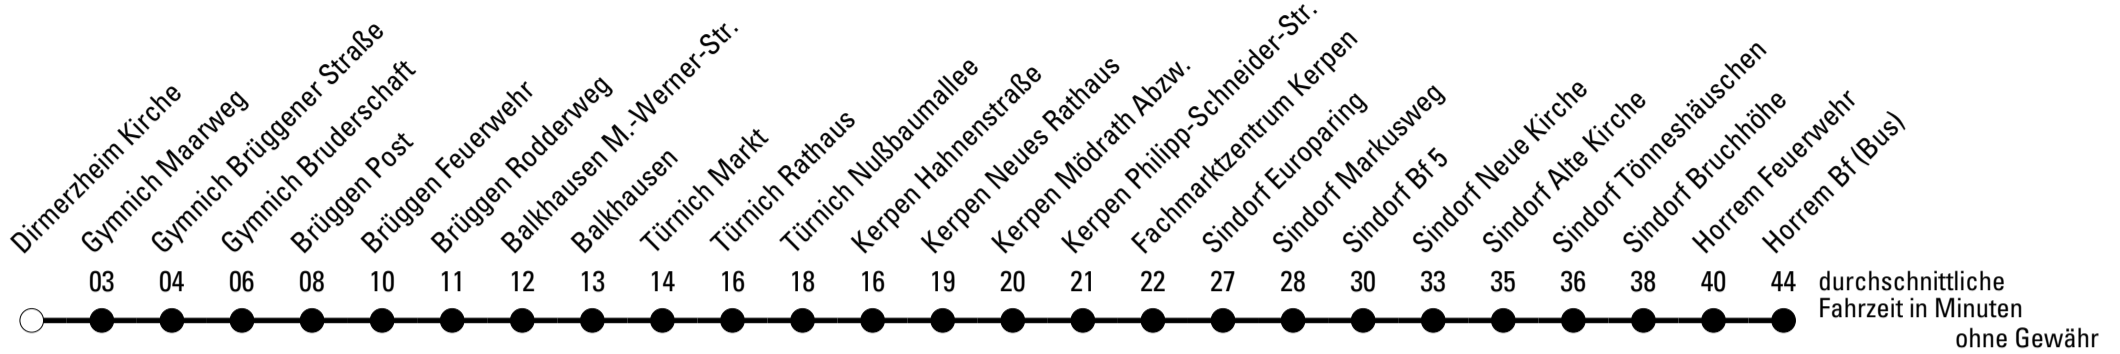 Dirmerzheim Kirche
Gymnich Maarweg
Gymnich Brüggener Straße
Gymnich Bruderschaft
Brüggen Post
Brüggen Feuerwehr
Brüggen Rodderweg
Balkhausen M.-Werner-Str.
Balkhausen
Türnich Markt
Türnich Rathaus
Türnich Nußbaumallee
Kerpen Hahnenstraße
Kerpen Neues Rathaus
Kerpen Mödrath Abzw.
Kerpen Philipp-Schneider-Str.
Fachmarktzentrum Kerpen
Sindorf Europaring
Sindorf Markusweg
Sindorf Bf 5
Sindorf Neue Kirche
Sindorf Alte Kirche
Sindorf Tönneshäuschen
Sindorf Bruchhöhe
Horrem Feuerwehr
Horrem Bf (Bus)
03 04 06 08 10 11 12 13 14 16 18 16 19 20 21 22 27 28 30 33 35 36 38 40 44 durchschnittliche
Fahrzeit in Minuten
ohne Gewähr